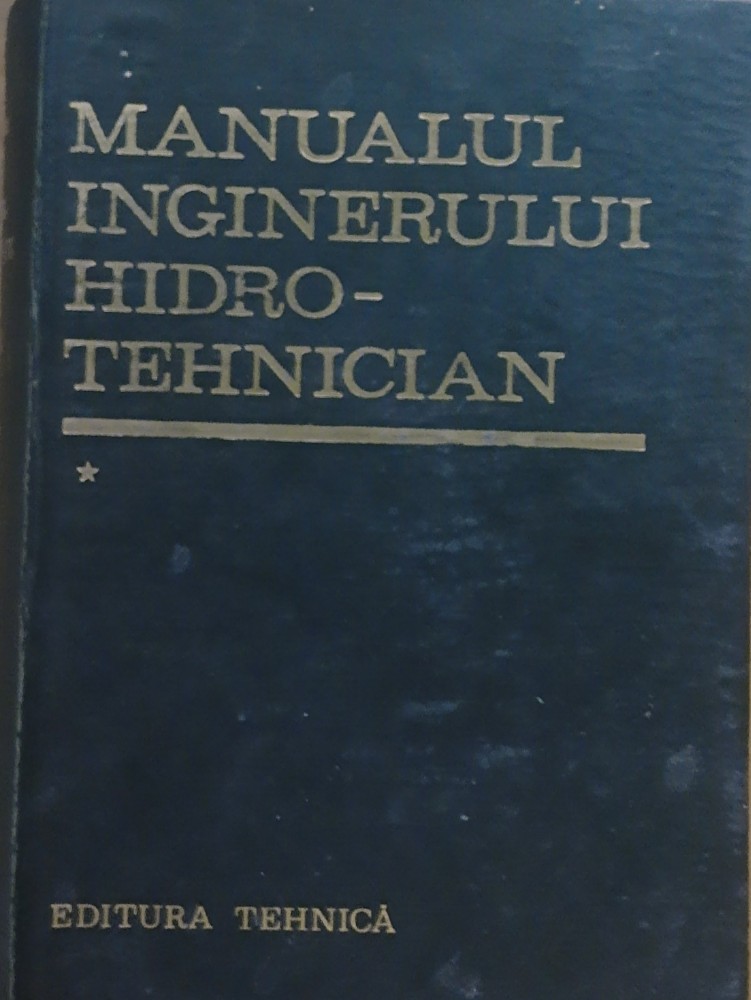 MANUALUL
INGINERULUI
HIDRO-
TEHNICIAN
*
EDITURA TEHNICĂ